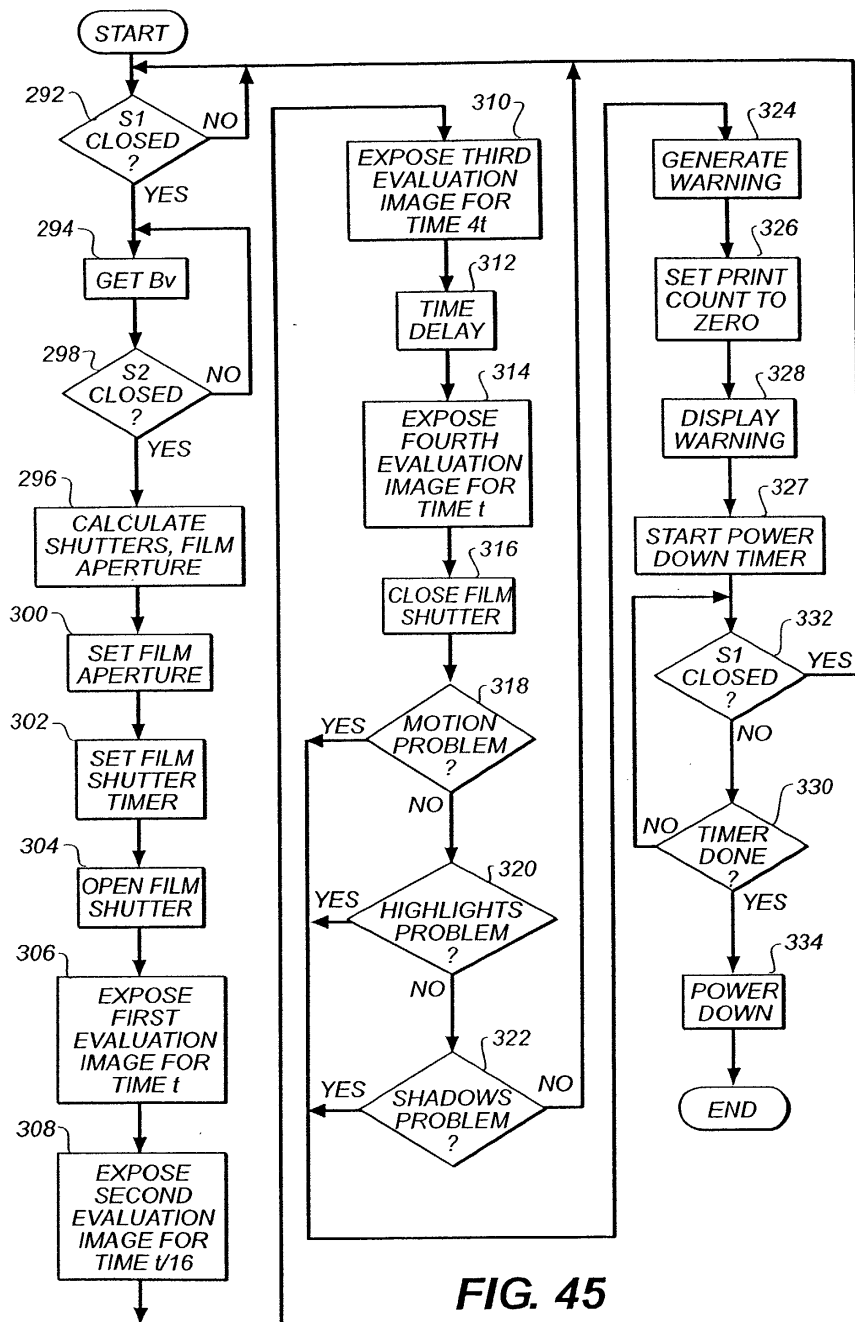 START
292
S1
CLOSED
?
NO
YES
294
GET Bv
298
S2
CLOSED
?
NO
YES
296
CALCULATE
SHUTTERS, FILM
APERTURE
300
SET FILM
APERTURE
302
SET FILM
SHUTTER
TIMER
304
OPEN FILM
SHUTTER
306
EXPOSE
FIRST
EVALUATION
IMAGE FOR
TIME t
308
EXPOSE
SECOND
EVALUATION
IMAGE FOR
TIME t/16
310
EXPOSE THIRD
EVALUATION
IMAGE FOR
TIME 4t
312
TIME
DELAY
314
EXPOSE
FOURTH
EVALUATION
IMAGE FOR
TIME t
316
CLOSE FILM
SHUTTER
318
YES
MOTION
PROBLEM
?
NO
320
YES
HIGHLIGHTS
PROBLEM
?
NO
322
YES
SHADOWS
PROBLEM
?
NO
324
GENERATE
WARNING
326
SET PRINT
COUNT TO
ZERO
328
DISPLAY
WARNING
327
START POWER
DOWN TIMER
332
S1
CLOSED
?
YES
NO
330
NO
TIMER
DONE
?
YES
334
POWER
DOWN
END
FIG. 45